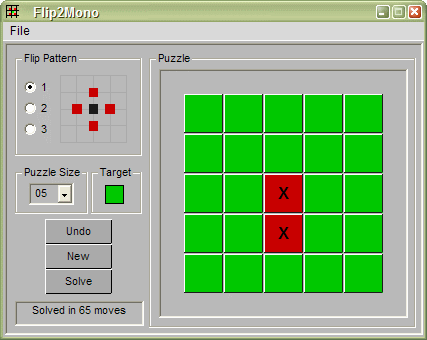 Flip2Mono
File
Flip Pattern
1
2
3
Puzzle Size
05
Target
Undo
New
Solve
Solved in 65 moves
Puzzle
X
X